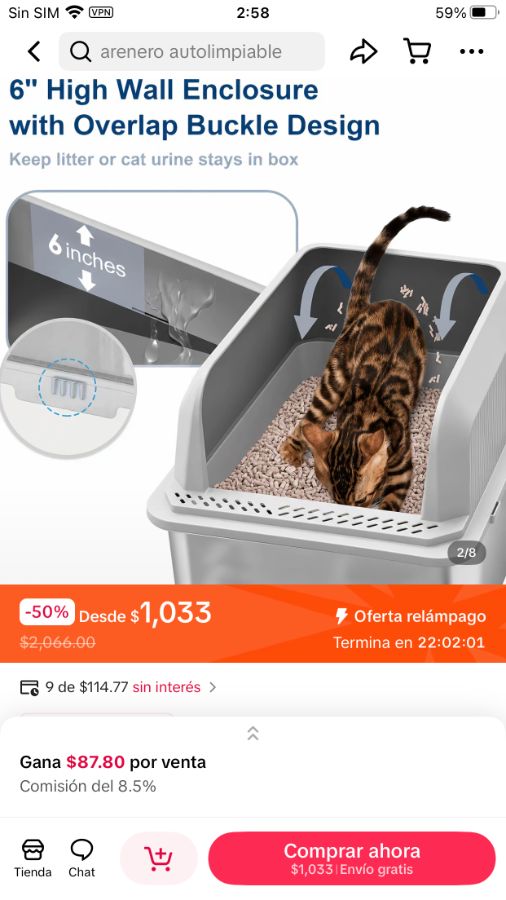 Sin SIM VPN 2:58 59%
arenero autolimpiable
6" High Wall Enclosure
with Overlap Buckle Design
Keep litter or cat urine stays in box
6 inches
2/8
-50% Desde $1,033
$2,066.00
Oferta relámpago
Termina en 22:02:01
9 de $114.77 sin interés
Gana $87.80 por venta
Comisión del 8.5%
Tienda
Chat
Comprar ahora
$1,033 | Envío gratis